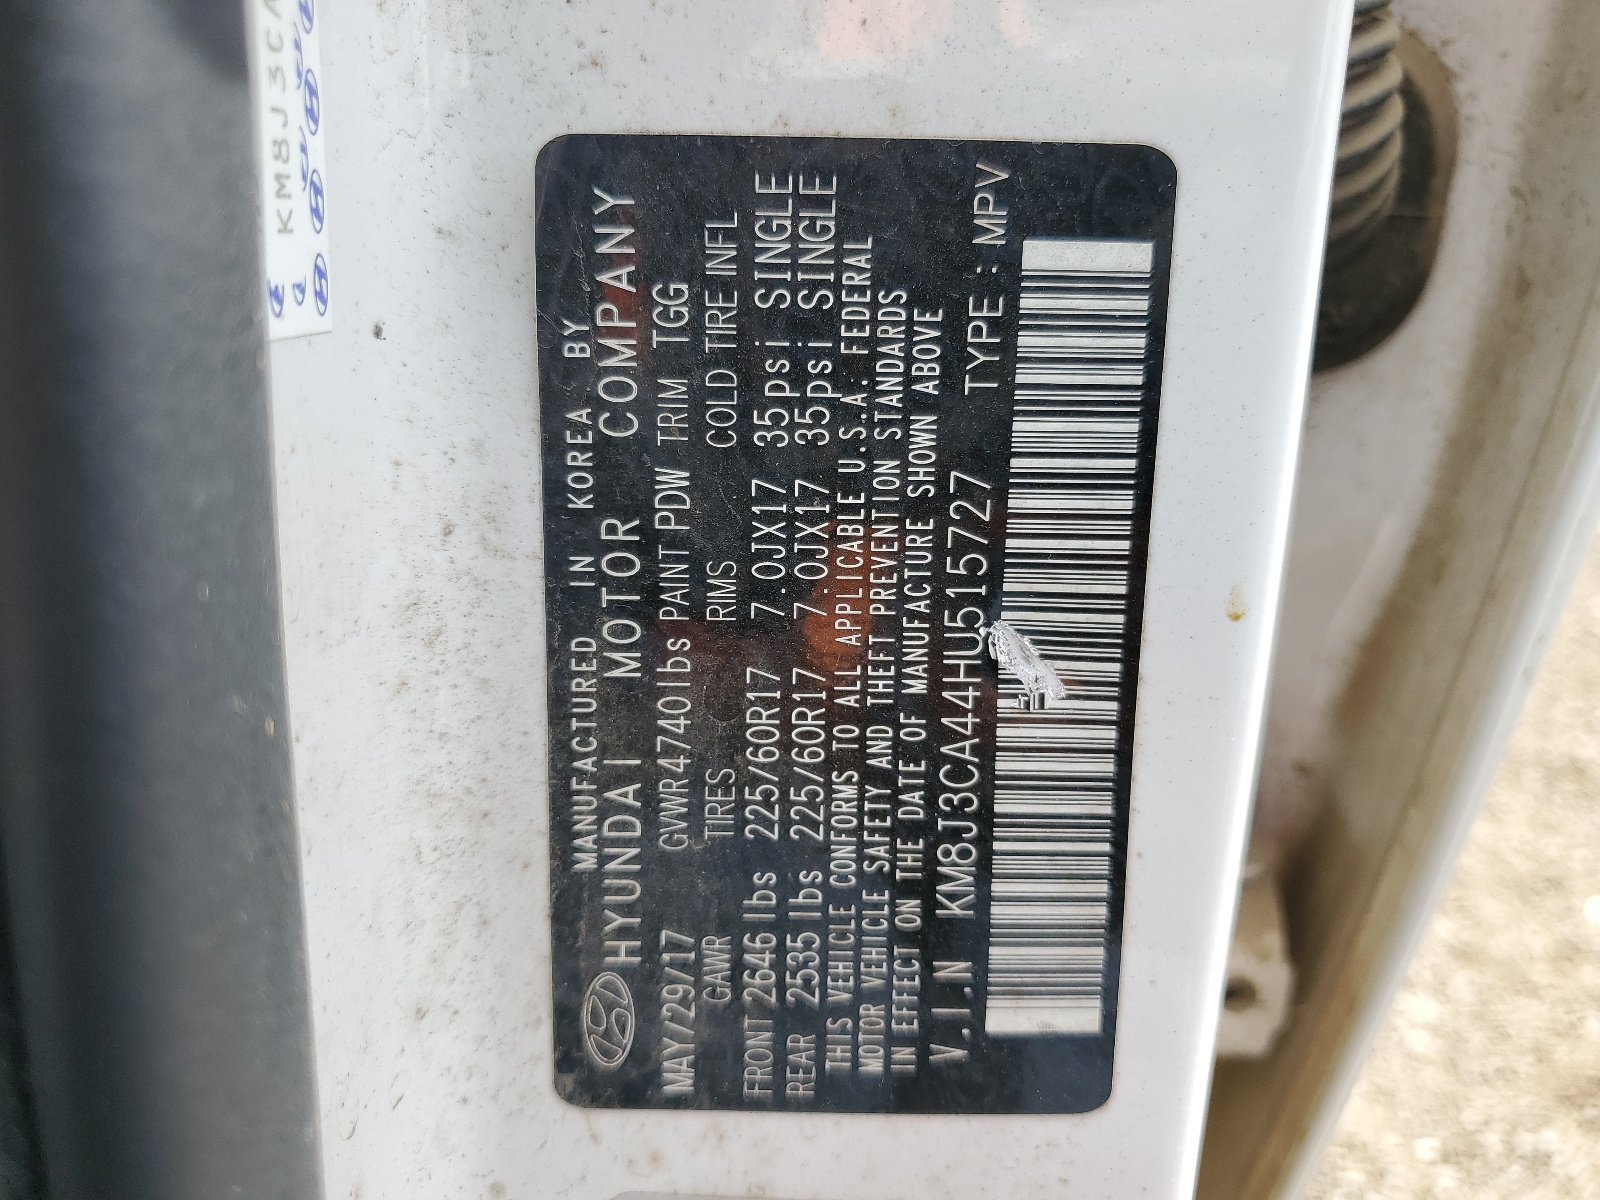 KM8J3CA
MANUFACTURED IN KOREA BY
HYUNDAI MOTOR COMPANY
MAY/29/17 GVWR4740lbs PAINT PDW TRIM TGG
GAWR TIRES RIMS COLD TIRE INFL
FRONT 2646lbs 225/60R17 7.0JX17 35psi SINGLE
REAR 2535lbs 225/60R17 7.0JX17 35psi SINGLE
THIS VEHICLE CONFORMS TO ALL APPLICABLE U.S.A. FEDERAL
MOTOR VEHICLE SAFETY AND THEFT PREVENTION STANDARDS
IN EFFECT ON THE DATE OF MANUFACTURE SHOWN ABOVE
V.I.N KM8J3CA44HU515727 TYPE : MPV